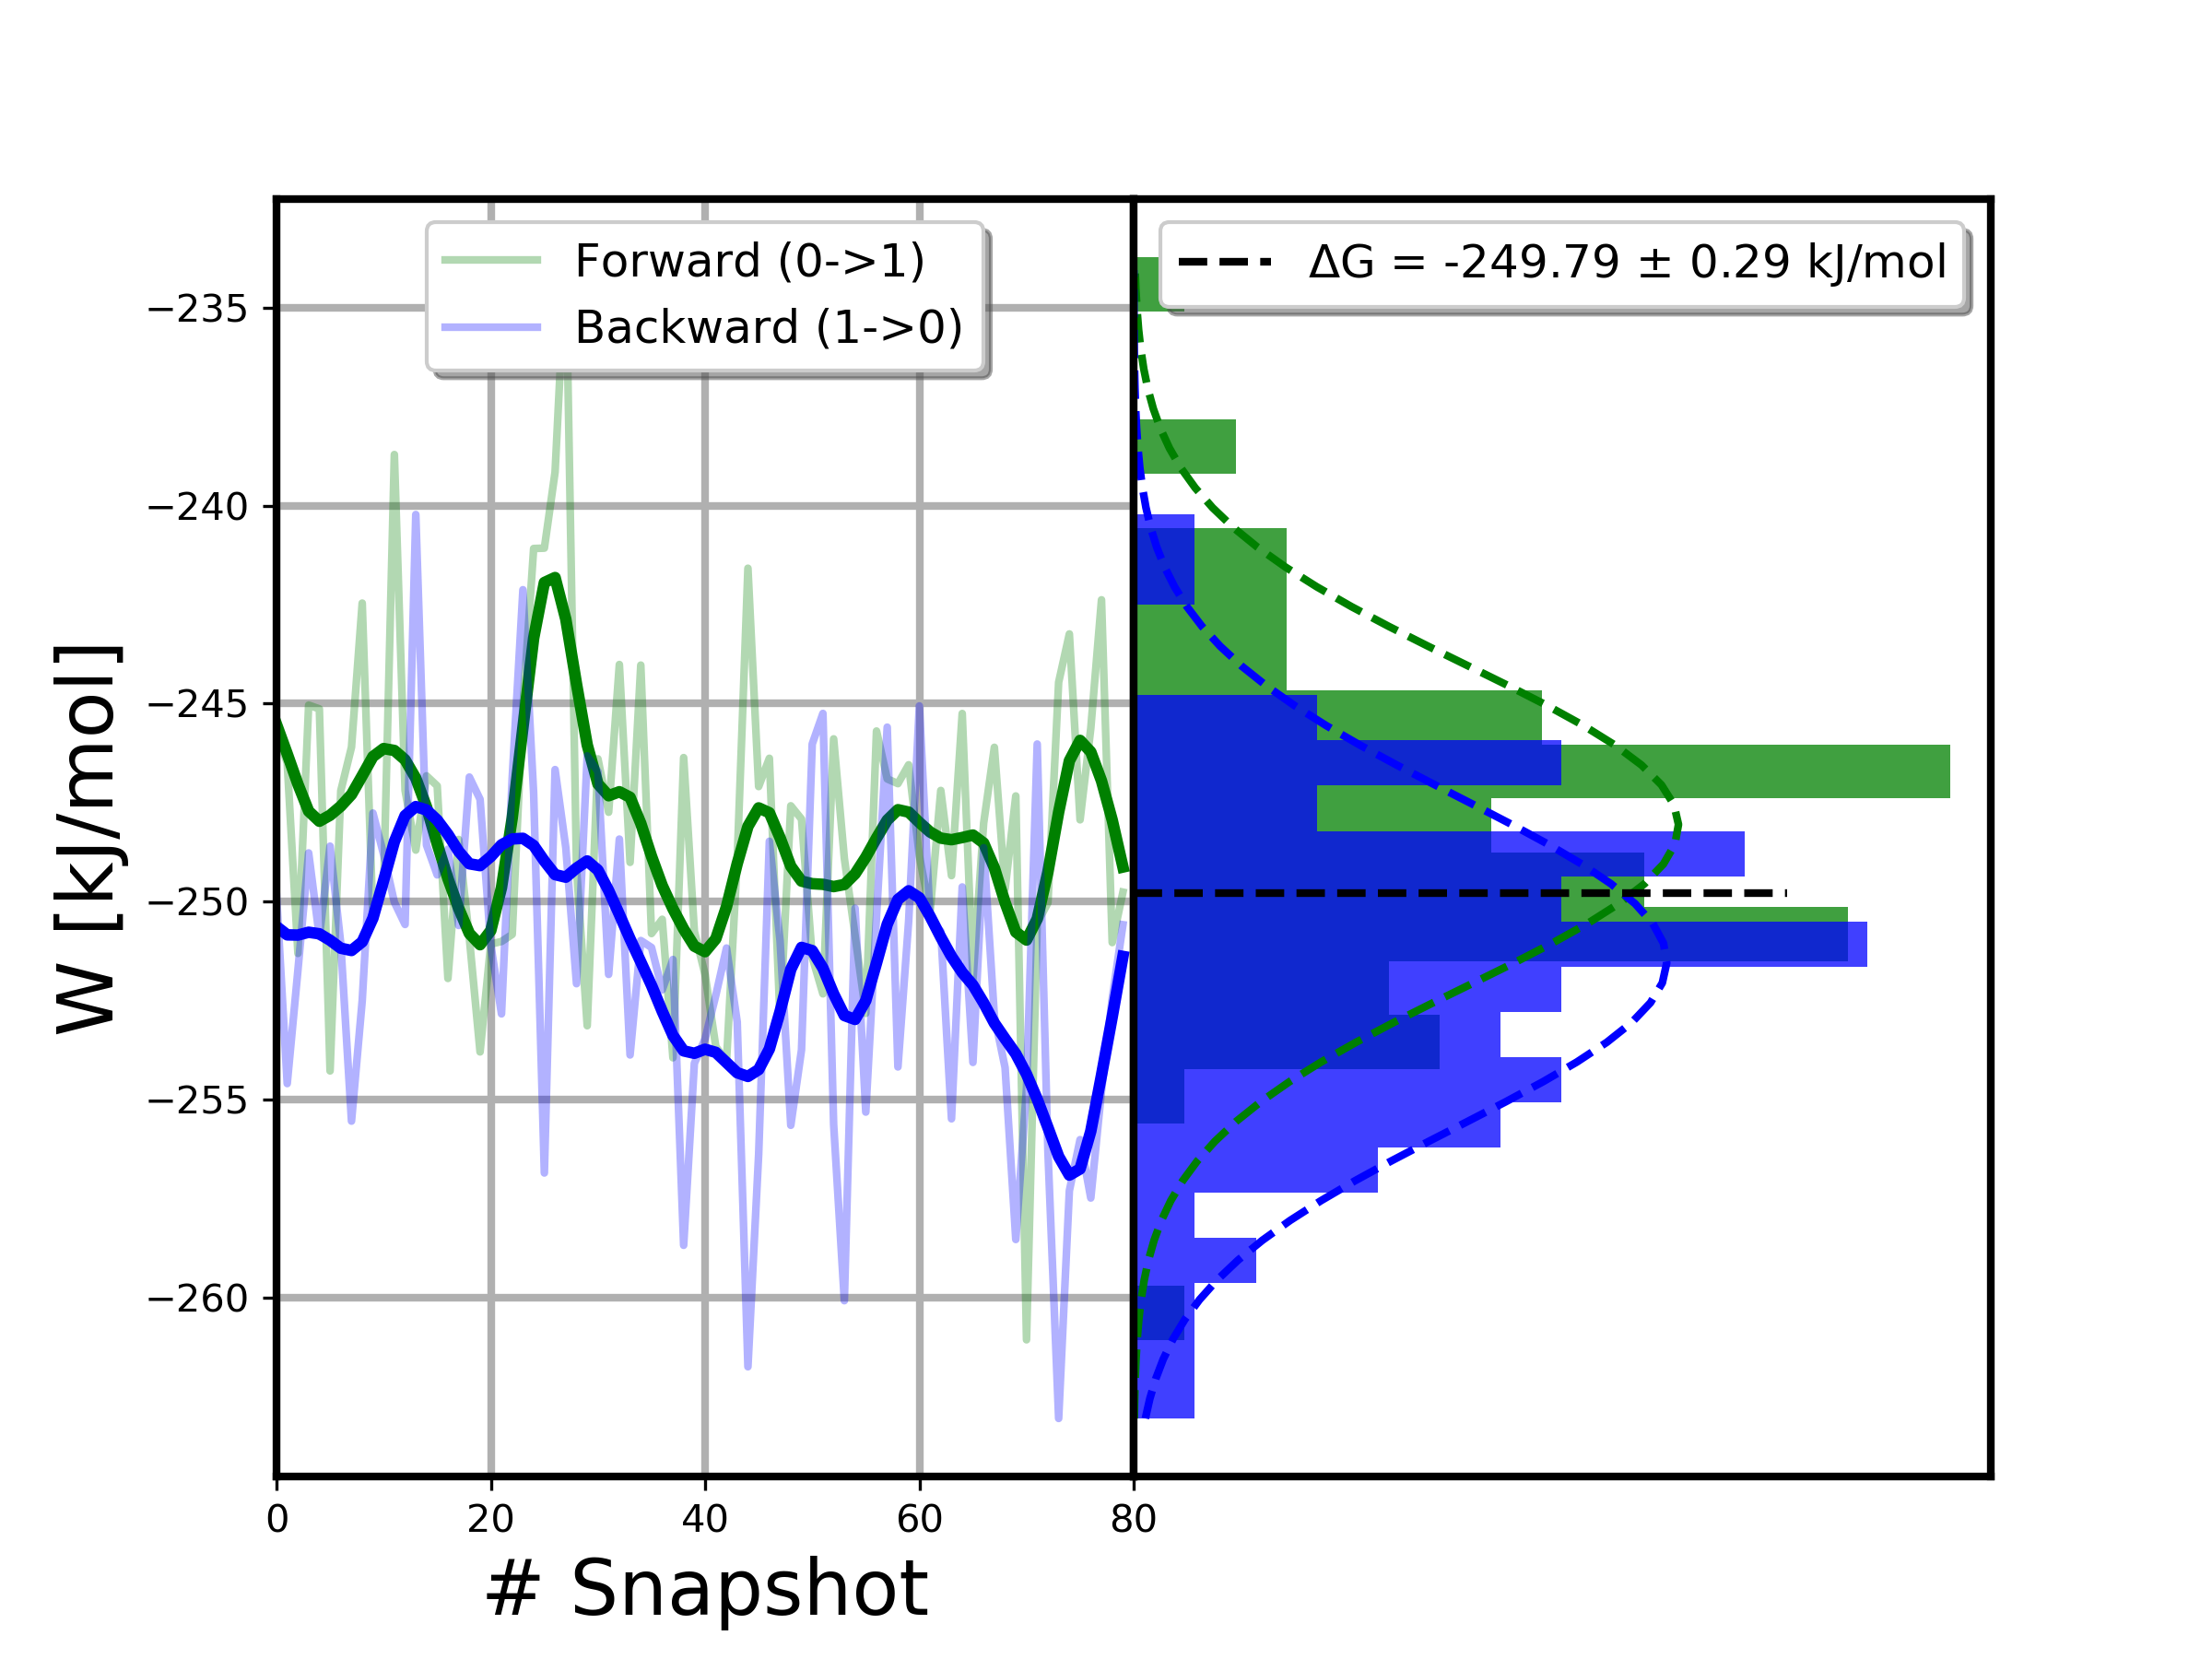 Forward (0->1)
Backward (1->0)
ΔG = -249.79 ± 0.29 kJ/mol
−235
−240
−245
−250
−255
−260
W [kJ/mol]
0 20 40 60 80
# Snapshot